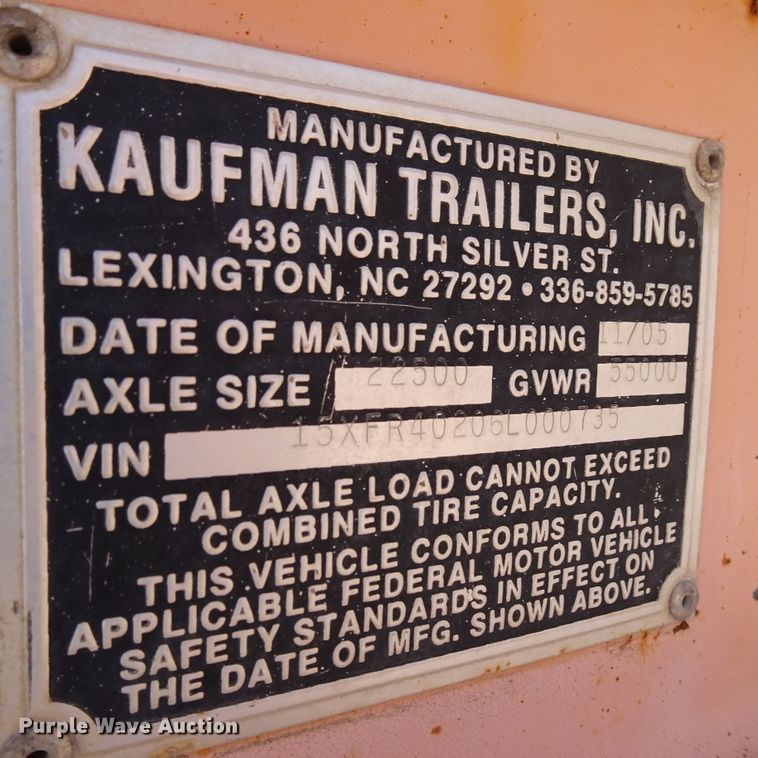 MANUFACTURED BY
KAUFMAN TRAILERS, INC.
436 NORTH SILVER ST.
LEXINGTON, NC 27292 • 336-859-5785
DATE OF MANUFACTURING 11/05
AXLE SIZE 22500 GVWR 55000
VIN 15XFR40206L000735
TOTAL AXLE LOAD CANNOT EXCEED
COMBINED TIRE CAPACITY.
THIS VEHICLE CONFORMS TO ALL
APPLICABLE FEDERAL MOTOR VEHICLE
SAFETY STANDARDS IN EFFECT ON
THE DATE OF MFG. SHOWN ABOVE.
Purple Wave Auction